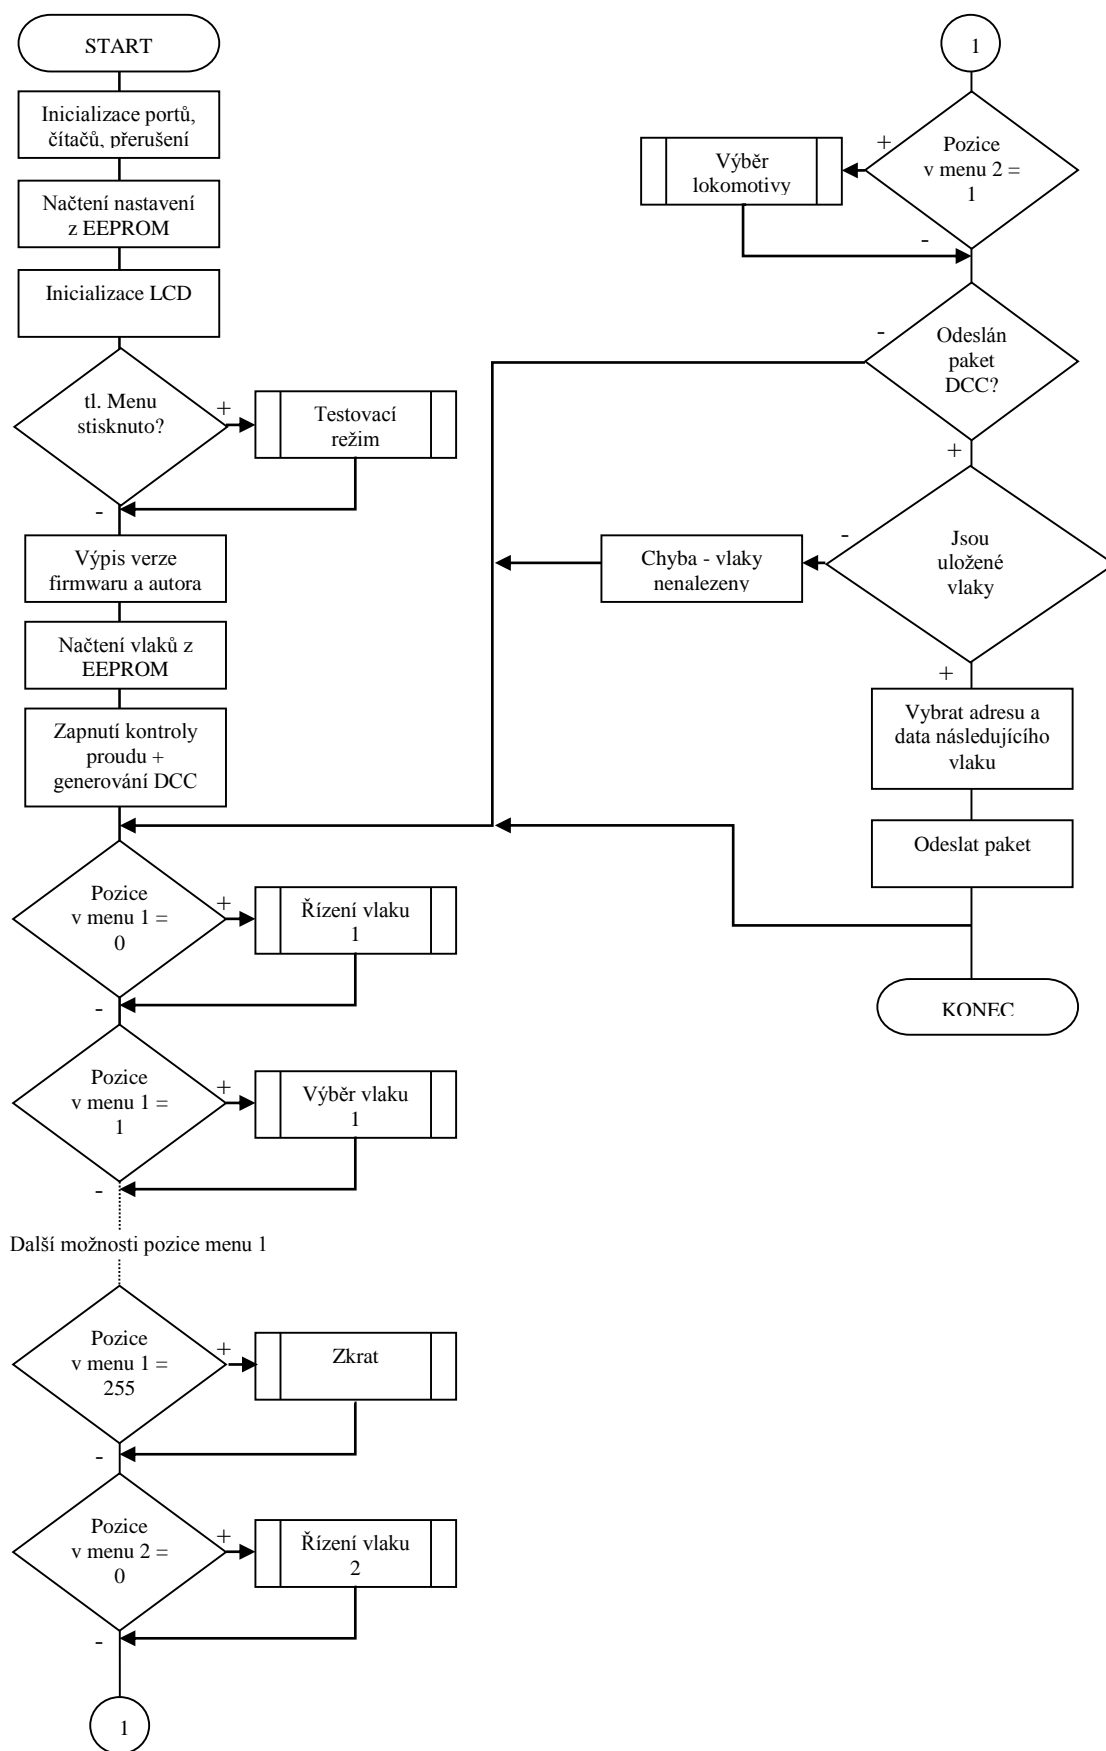 START
Inicializace portů,
čítačů, přerušení
Načtení nastavení
z EEPROM
Inicializace LCD
tl. Menu
stisknuto?
+
Testovací
režim
-
Výpis verze
firmwaru a autora
Načtení vlaků z
EEPROM
Zapnutí kontroly
proudu +
generování DCC
Pozice
v menu 1 =
0
+
Řízení vlaku
1
-
Pozice
v menu 1 =
1
+
Výběr vlaku
1
-
Další možnosti pozice menu 1
Pozice
v menu 1 =
255
+
Zkrat
-
Pozice
v menu 2 =
0
+
Řízení vlaku
2
-
1
1
Pozice
v menu 2 =
1
+
Výběr
lokomotivy
-
Odeslán
paket
DCC?
-
+
Jsou
uložené
vlaky
-
Chyba - vlaky
nenalezeny
+
Vybrat adresu a
data následujícího
vlaku
Odeslat paket
KONEC